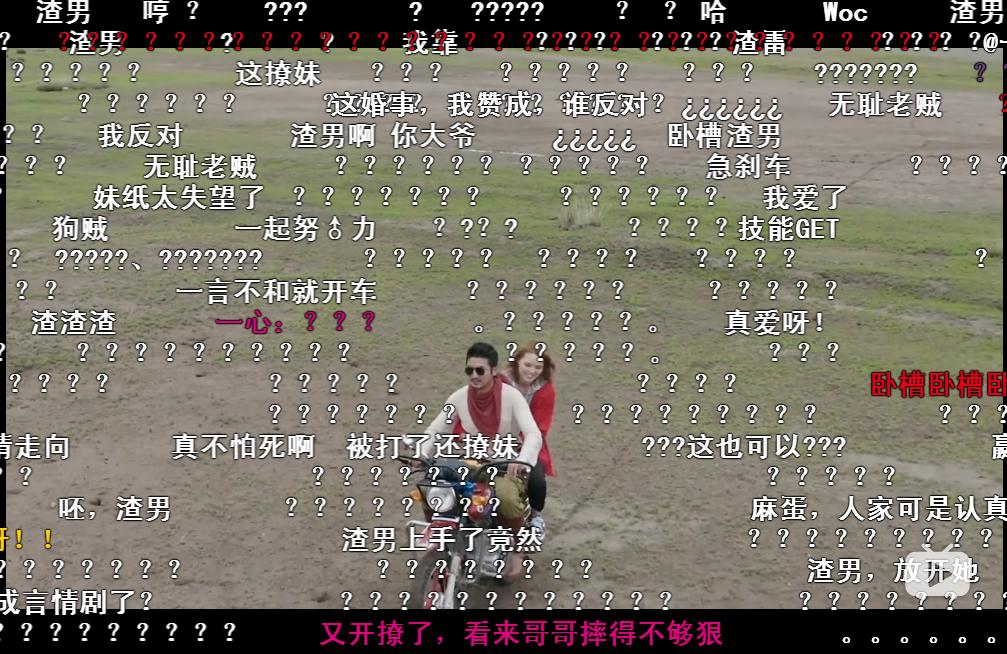 渣男 哼 ? ??? ? ????? ? ? 哈 Woc 渣男
? 渣男 ? ? ? ? ? ? ? ? ? 我靠 ? ? ? ? ????? ????? 渣男 ? ? ? ? ???? ? @
? ? ? ? ? 这撩妹 ? ? ? ? ? ? ? ? ? ? ? ??????? ?
? ? ? ? ? ? 这婚事，我赞成，谁反对? ¿¿¿¿¿¿ 无耻老贼
? ? 我反对 渣男啊 你大爷 ¿¿¿¿¿ 卧槽渣男
? ? ? 无耻老贼 ? ? ? ? ? ? ? ? ? ? ? ? 急刹车 ? ? ? ?
? 妹纸太失望了 ? ? ? ? ? ? ? ? ? ? ? ? ? ? 我爱了
狗贼 一起努♂力 ? ??? ? ? ? ? ? 技能GET
? ?????、??????? ? ? ? ? ? ? ? ? ? ? ? ? ? ?
? ? 一言不和就开车 ? ? ? ? ? ? ? ? ? ? ?
渣渣渣 一心：? ? ? 。? ? ? ? ? ? 。 真爱呀！
? ? ? ? ? ? ? ? ? ? ? ? ? ? ? ? 。 ? ? ?
? ? ? ? ? ? ? ? ? ? ? ? ? 卧槽卧槽卧
? ? ? ? ? ? ? ? ? ? ? ? ? ? ? ? ? ? ?
情走向 真不怕死啊 被打了还撩妹 ???这也可以???
? ? ? ? ? ? ? ? ? ? ? ? ?
呸，渣男 ? ? ? ? ? ? ? ? 麻蛋，人家可是认真
哥！！ 渣男上手了竟然 ? ? ? ? ? ? ? ? ?
? ? ? ? ? ? ? ? ? ? ? ? ? ? 渣男，放开她
成言情剧了? ? ? ? ? ? ? ? ? ? ? ? ? ? ? ? ? ? ? ? ?
? ? ? ? ? ? ? ? ? 又开撩了，看来哥哥摔得不够狠 。。。。。。